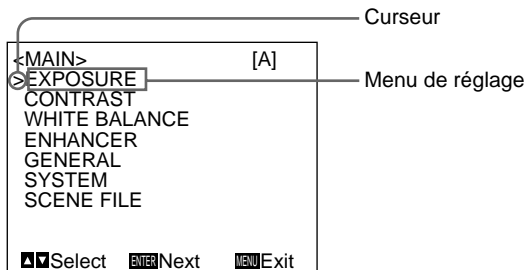 Curseur
<MAIN> [A]
>EXPOSURE
Menu de réglage
CONTRAST
WHITE BALANCE
ENHANCER
GENERAL
SYSTEM
SCENE FILE
▲▼Select ENTER Next MENU Exit